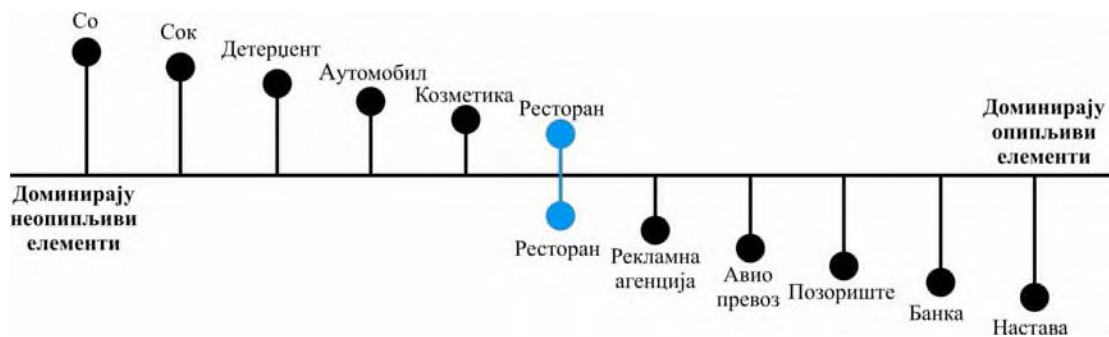 Со
Сок
Детерџент
Аутомобил
Козметика
Ресторан
Доминирају
опипљиви
елементи
Доминирају
неопипљиви
елементи
Ресторан
Рекламна
агенција
Авио
превоз
Позориште
Банка
Настава